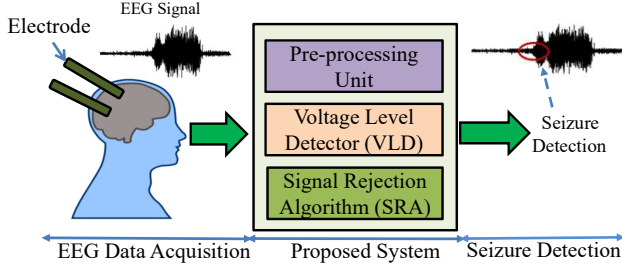 EEG Signal
Electrode
Pre-processing
Unit
Voltage Level
Detector (VLD)
Signal Rejection
Algorithm (SRA)
Seizure
Detection
EEG Data Acquisition
Proposed System
Seizure Detection